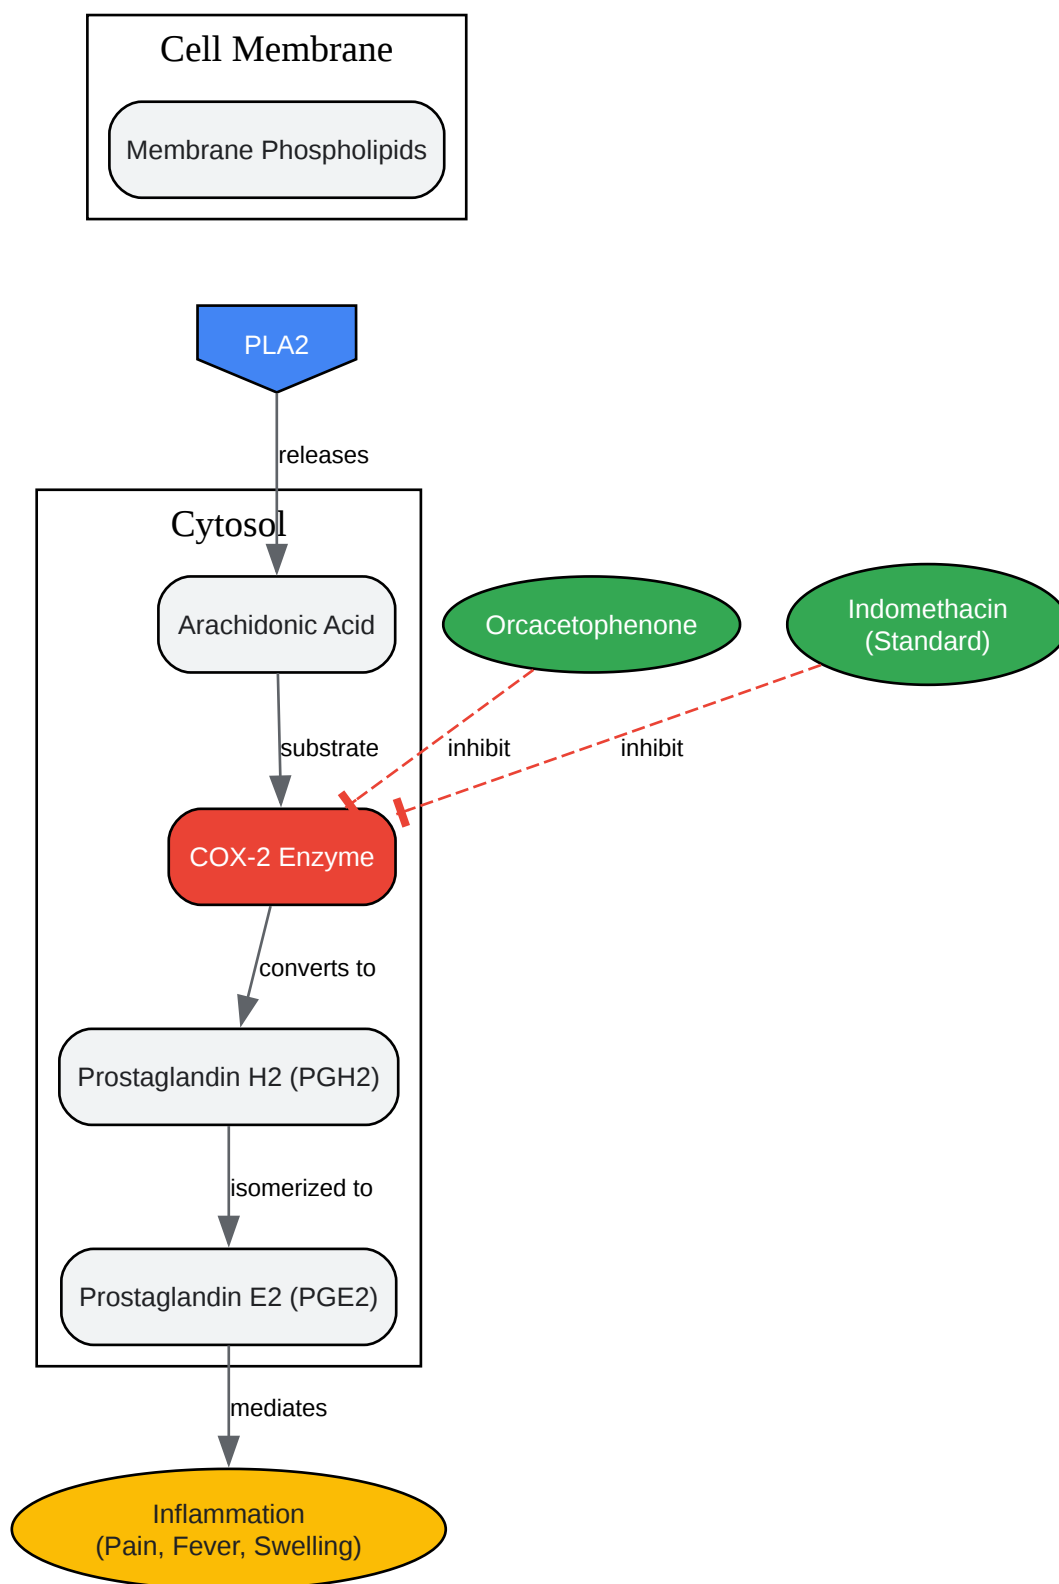 Cell Membrane
Membrane Phospholipids
PLA2
releases
Cytosol
Arachidonic Acid
Orcacetophenone
Indomethacin
(Standard)
substrate
inhibit
inhibit
COX-2 Enzyme
converts to
Prostaglandin H2 (PGH2)
isomerized to
Prostaglandin E2 (PGE2)
mediates
Inflammation
(Pain, Fever, Swelling)